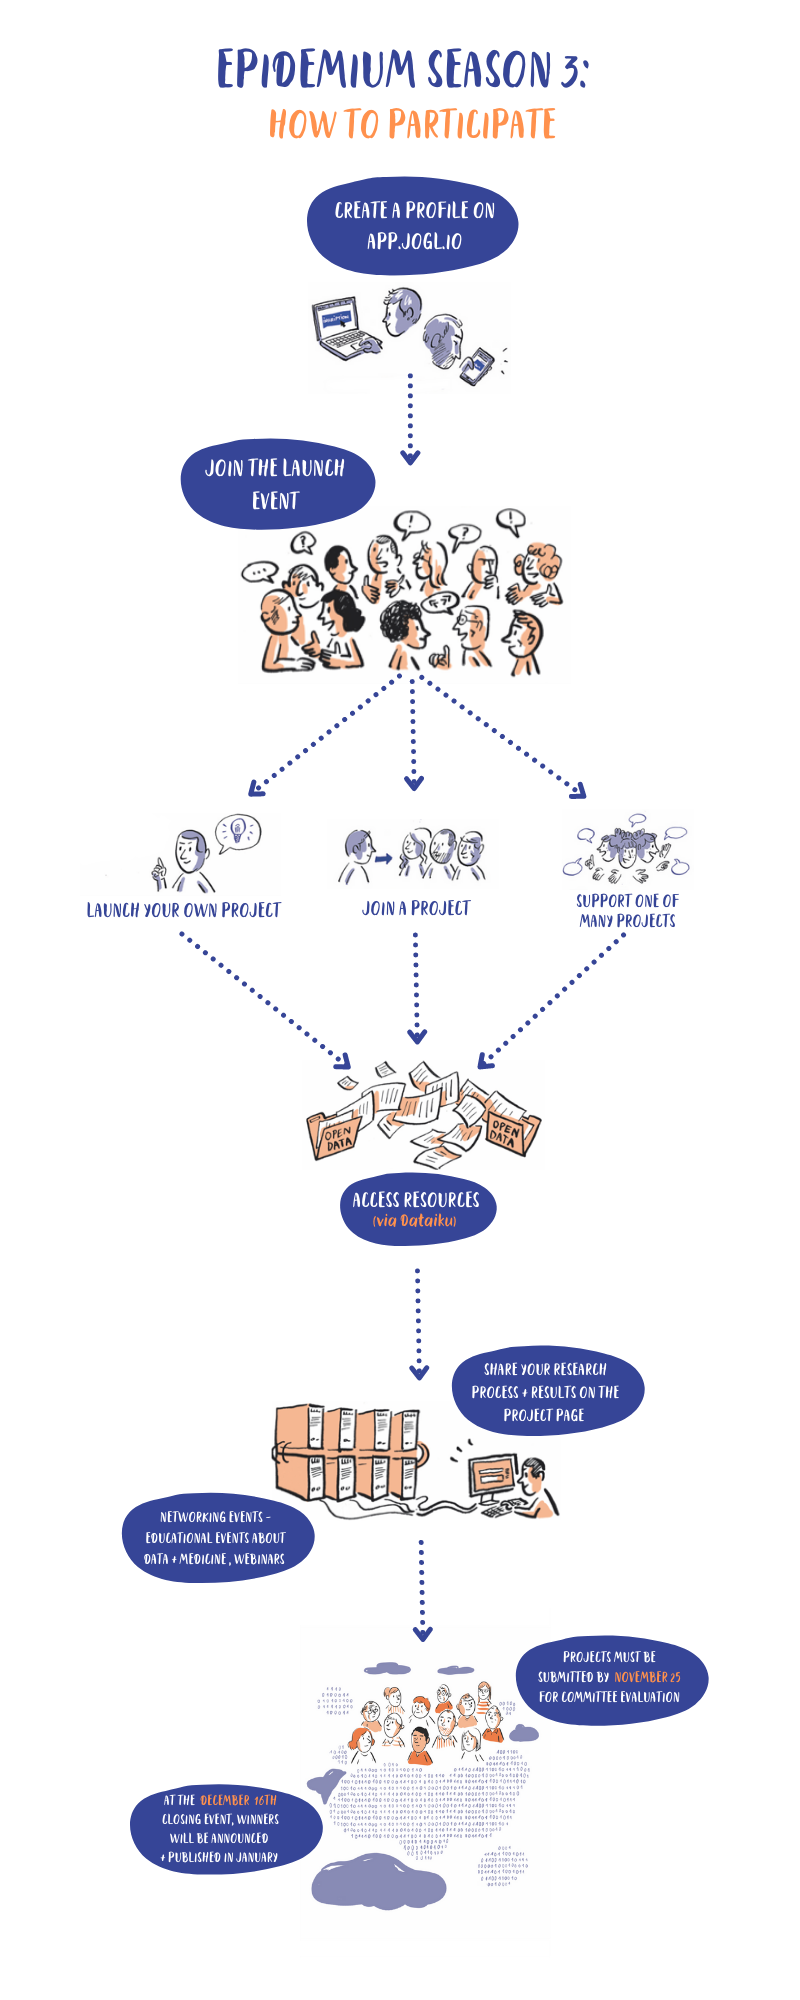 EPIDEMIUM SEASON 3:
HOW TO PARTICIPATE
CREATE A PROFILE ON
APP.JOGL.IO
JOIN THE LAUNCH
EVENT
...
?
!
?
!
LAUNCH YOUR OWN PROJECT
JOIN A PROJECT
SUPPORT ONE OF
MANY PROJECTS
OPEN
DATA
OPEN
DATA
ACCESS RESOURCES
(via Dataiku)
SHARE YOUR RESEARCH
PROCESS + RESULTS ON THE
PROJECT PAGE
NETWORKING EVENTS -
EDUCATIONAL EVENTS ABOUT
DATA + MEDICINE, WEBINARS
PROJECTS MUST BE
SUBMITTED BY NOVEMBER 25
FOR COMMITTEE EVALUATION
AT THE DECEMBER 16TH
CLOSING EVENT, WINNERS
WILL BE ANNOUNCED
+ PUBLISHED IN JANUARY